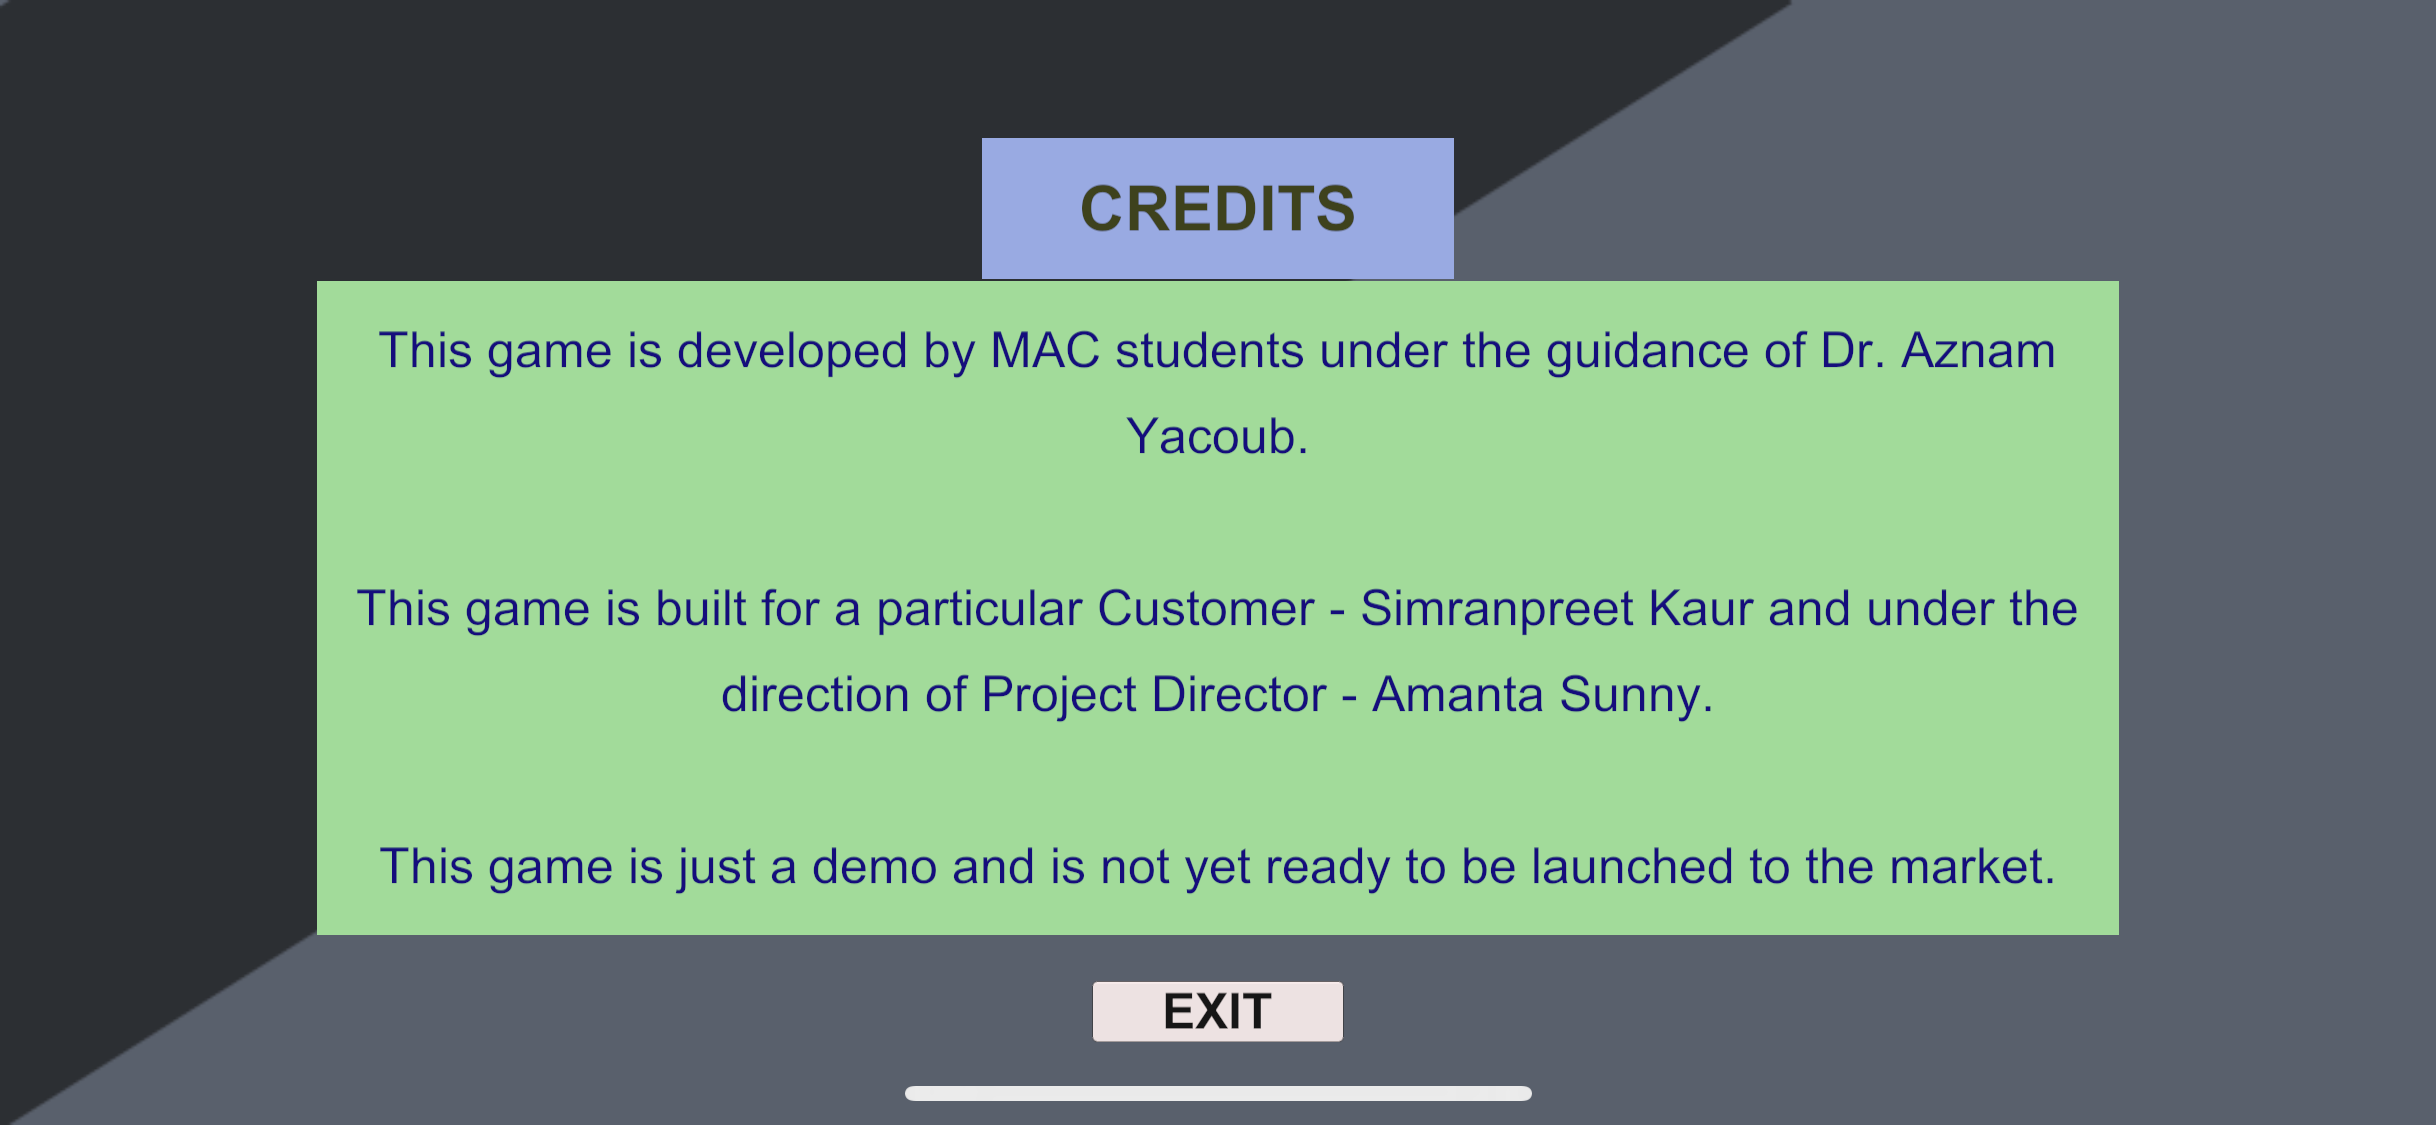 CREDITS
This game is developed by MAC students under the guidance of Dr. Aznam
Yacoub.
This game is built for a particular Customer - Simranpreet Kaur and under the
direction of Project Director - Amanta Sunny.
This game is just a demo and is not yet ready to be launched to the market.
EXIT